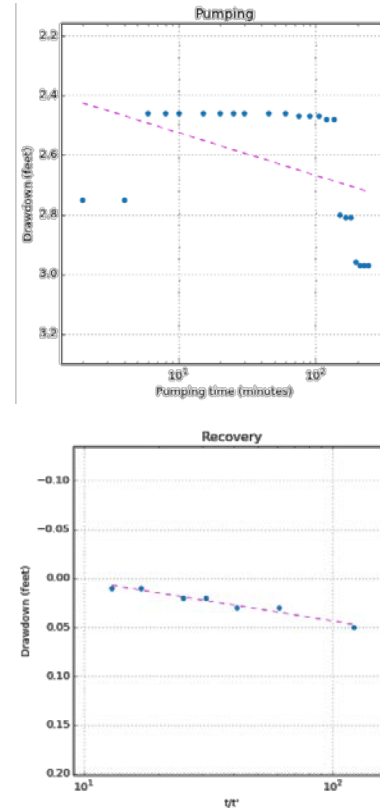 Pumping
2.2
2.4
2.6
2.8
3.0
3.2
Drawdown (feet)
10¹ 10²
Pumping time (minutes)
Recovery
−0.10
−0.05
0.00
0.05
0.10
0.15
0.20
Drawdown (feet)
10¹ 10²
t/t'